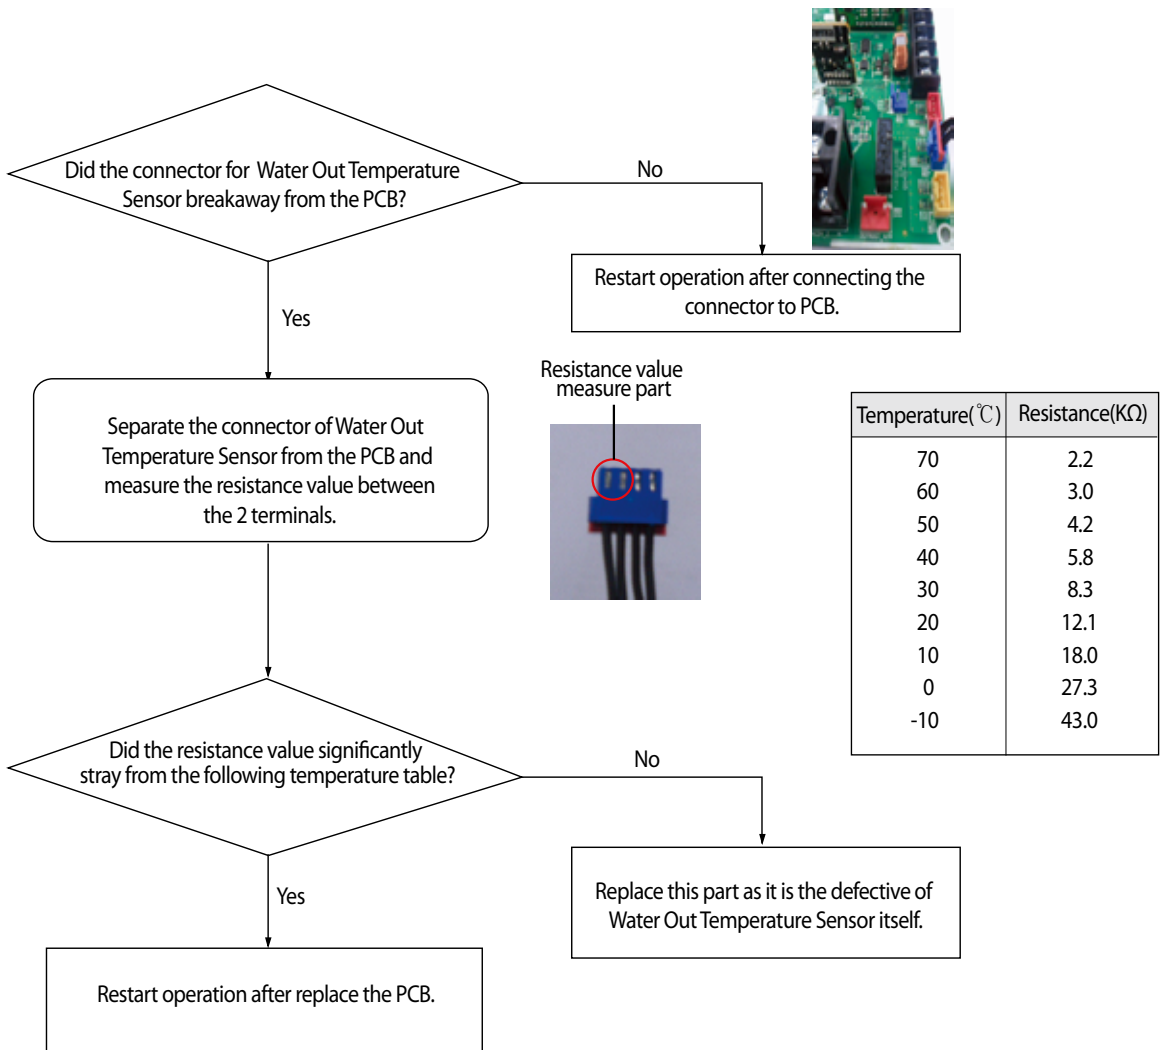 Did the connector for Water Out Temperature
Sensor breakaway from the PCB?
No
Restart operation after connecting the
connector to PCB.
Yes
Separate the connector of Water Out
Temperature Sensor from the PCB and
measure the resistance value between
the 2 terminals.
Resistance value
measure part
Temperature(℃) Resistance(KΩ)
70 2.2
60 3.0
50 4.2
40 5.8
30 8.3
20 12.1
10 18.0
0 27.3
-10 43.0
Did the resistance value significantly
stray from the following temperature table?
No
Replace this part as it is the defective of
Water Out Temperature Sensor itself.
Yes
Restart operation after replace the PCB.